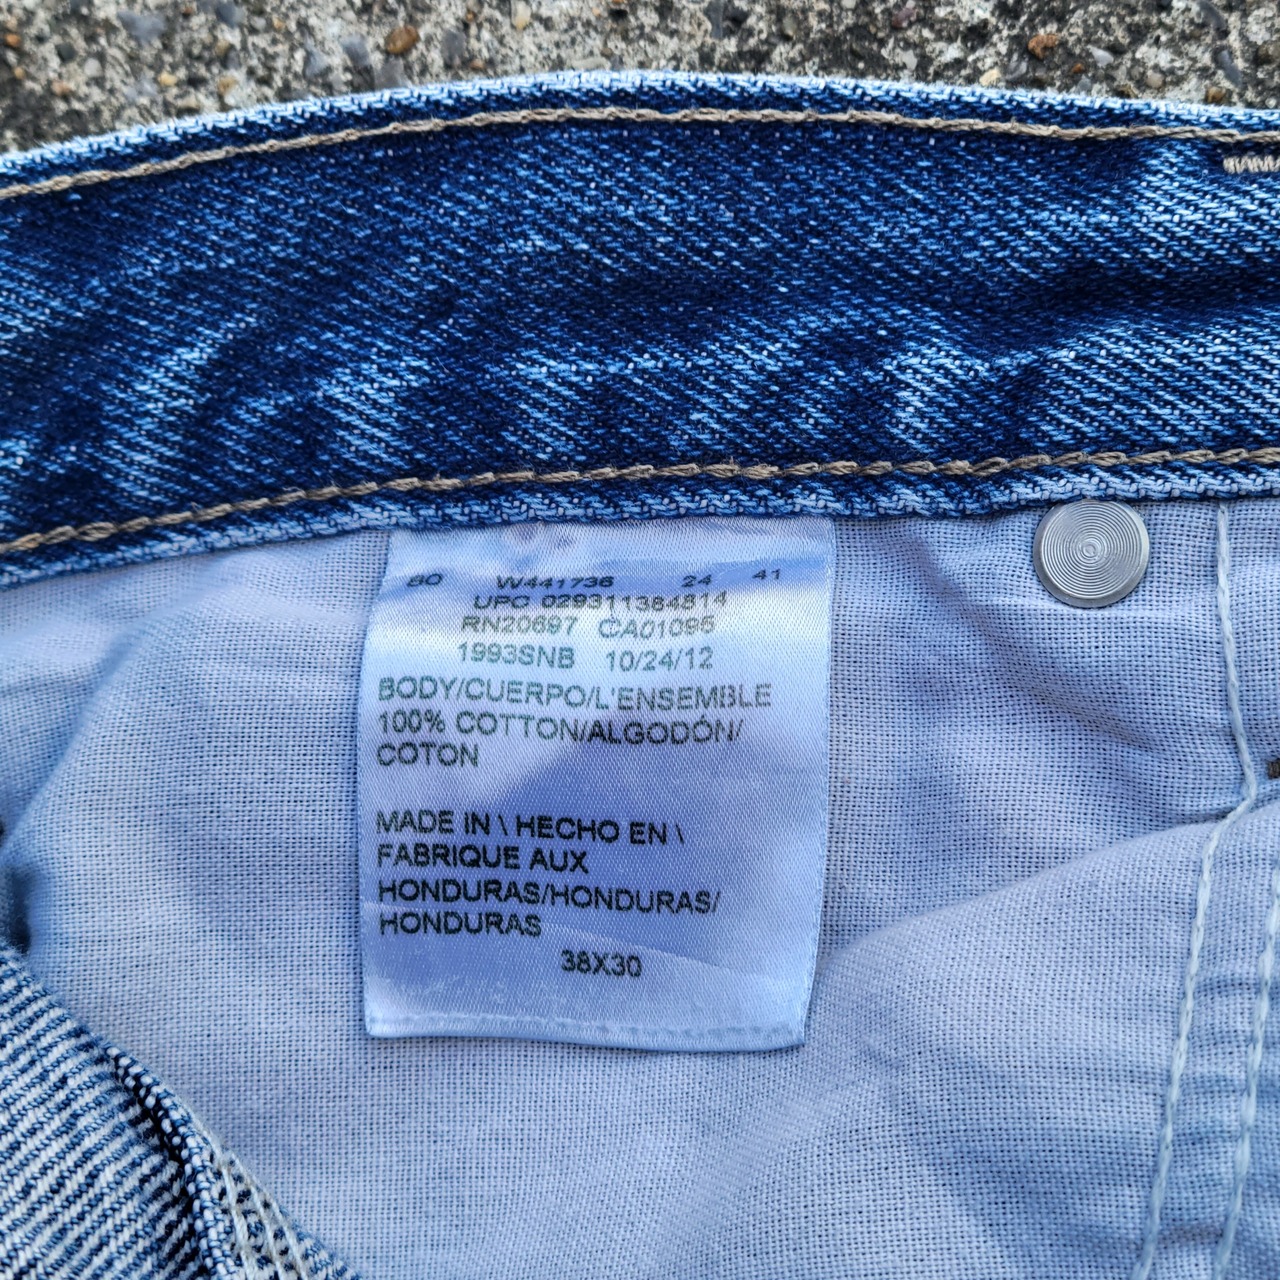 80 W441736 24 41
UPC 029311384814
RN20697 CA01095
1993SNB 10/24/12
BODY/CUERPO/L'ENSEMBLE
100% COTTON/ALGODÓN/
COTON
MADE IN \ HECHO EN \
FABRIQUE AUX
HONDURAS/HONDURAS/
HONDURAS
38X30